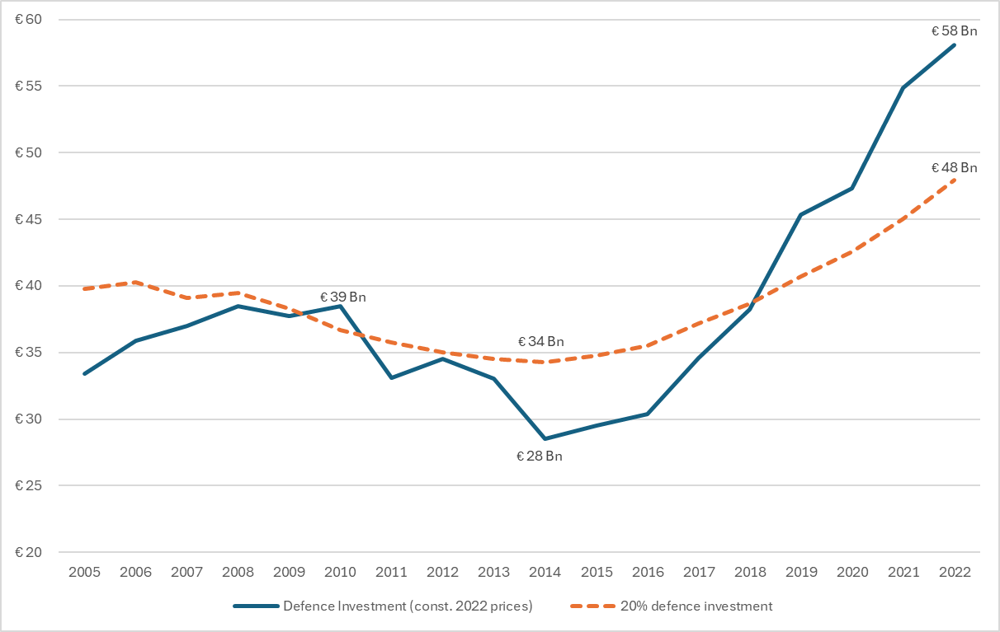 € 60
€ 58 Bn
€ 55
€ 50
€ 48 Bn
€ 45
€ 40
€ 39 Bn
€ 34 Bn
€ 35
€ 30
€ 28 Bn
€ 25
€ 20
2005 2006 2007 2008 2009 2010 2011 2012 2013 2014 2015 2016 2017 2018 2019 2020 2021 2022
Defence Investment (const. 2022 prices) 20% defence investment